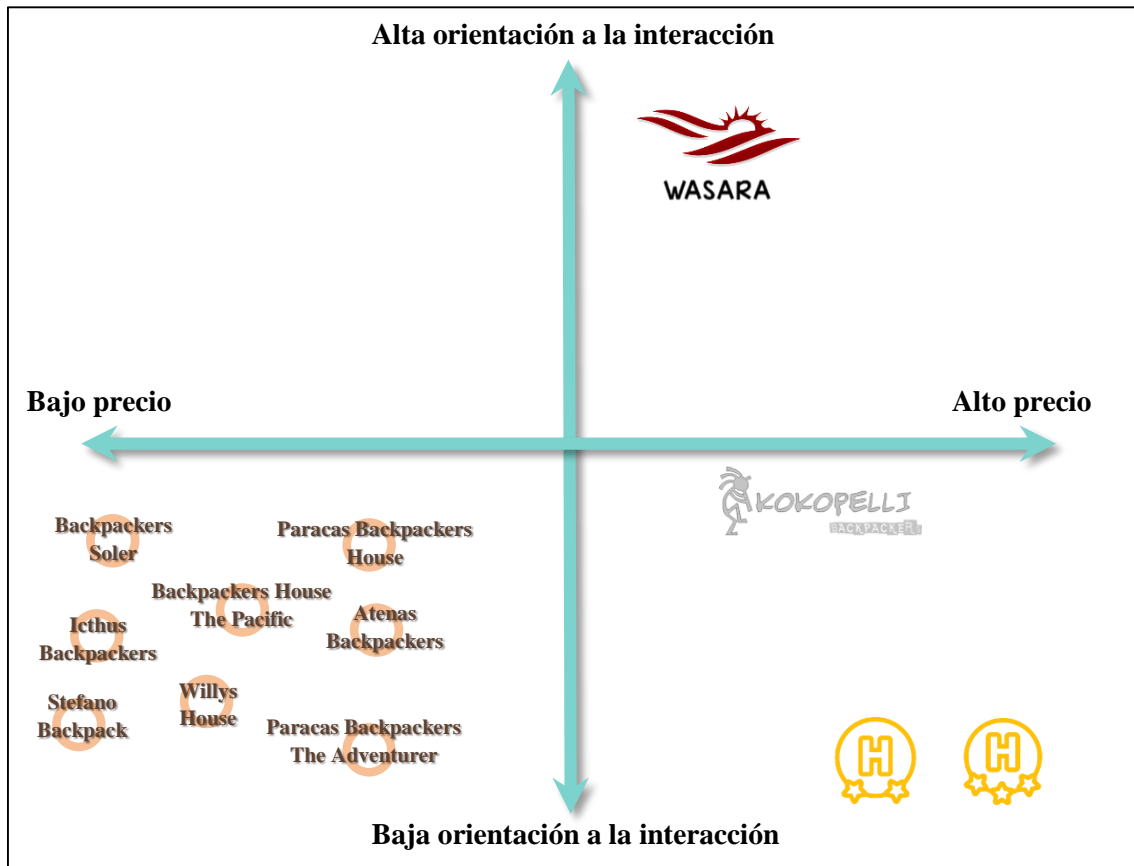 Alta orientación a la interacción
WASARA
Bajo precio
Alto precio
KOKOPELLI
BACKPACKERS
Backpackers
Soler
Paracas Backpackers
House
Backpackers House
The Pacific
Icthus
Backpackers
Atenas
Backpackers
Stefano
Backpack
Willys
House
Paracas Backpackers
The Adventurer
H
H
Baja orientación a la interacción